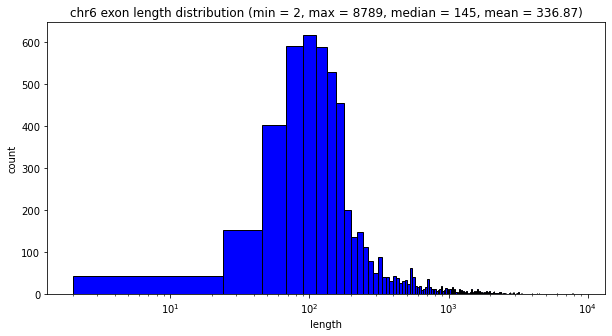 chr6 exon length distribution (min = 2, max = 8789, median = 145, mean = 336.87)
600
500
400
300
200
100
0
count
10¹ 10² 10³ 10⁴
length